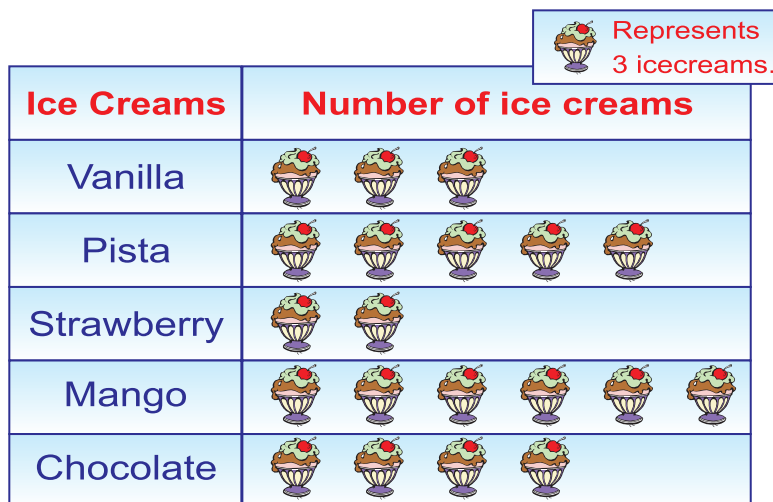 Represents
3 icecreams.
Ice Creams
Number of ice creams
Vanilla
Pista
Strawberry
Mango
Chocolate